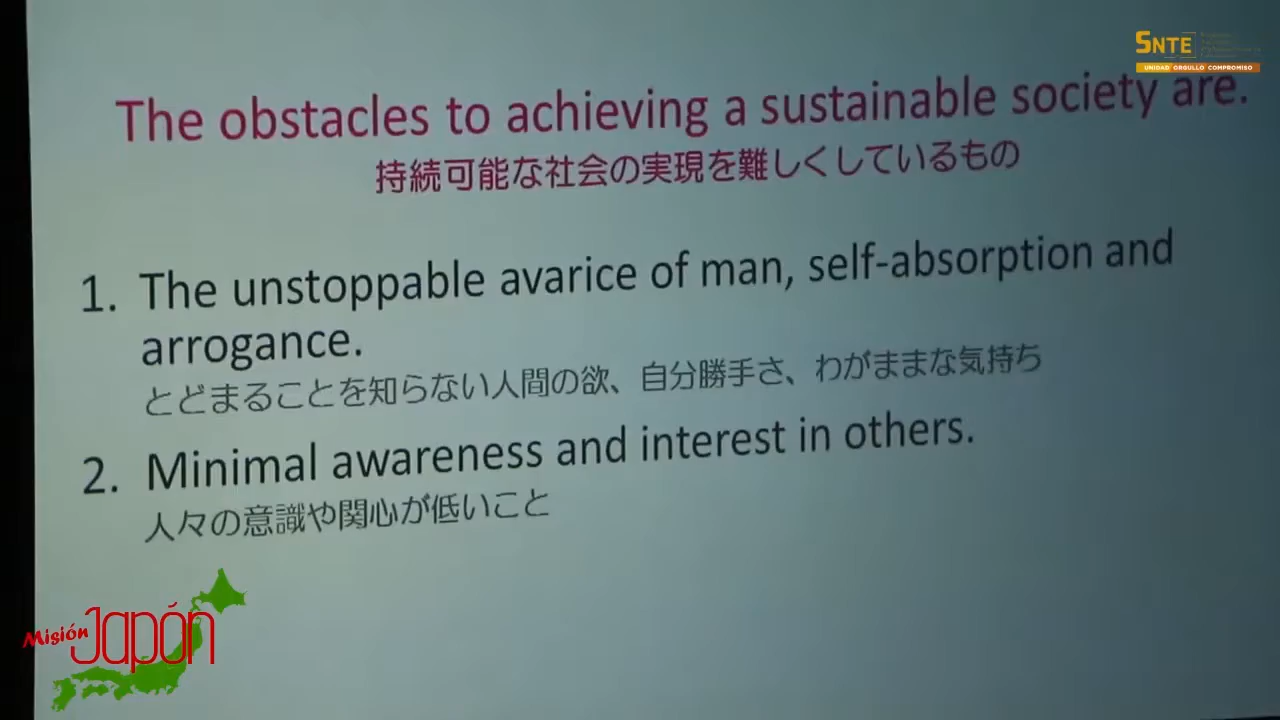 SNTE
UNIDAD ORGULLO COMPROMISO
The obstacles to achieving a sustainable society are.
持続可能な社会の実現を難しくしているもの
1. The unstoppable avarice of man, self-absorption and
arrogance.
とどまることを知らない人間の欲、自分勝手さ、わがままな気持ち
2. Minimal awareness and interest in others.
人々の意識や関心が低いこと
Misión
Japón